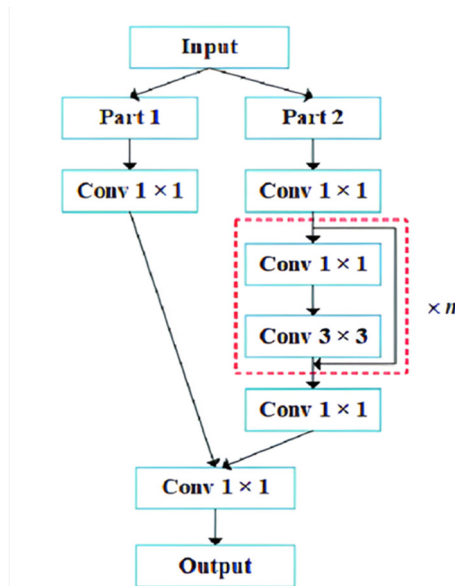 Input
Part 1
Part 2
Conv 1 × 1
Conv 1 × 1
Conv 1 × 1
Conv 3 × 3
× n
Conv 1 × 1
Conv 1 × 1
Output